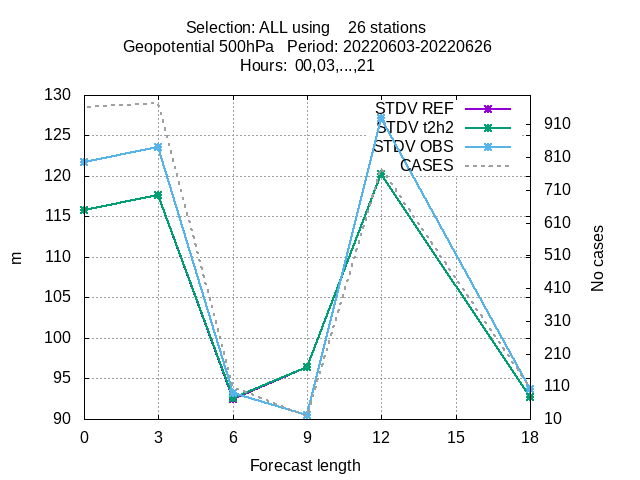 Selection: ALL using 26 stations
Geopotential 500hPa Period: 20220603-20220626
Hours: 00,03,...,21
STDV REF
STDV t2h2
STDV OBS
CASES
130
125
120
115
110
105
100
95
90
m
910
810
710
610
510
410
310
210
110
10
No cases
0 3 6 9 12 15 18
Forecast length